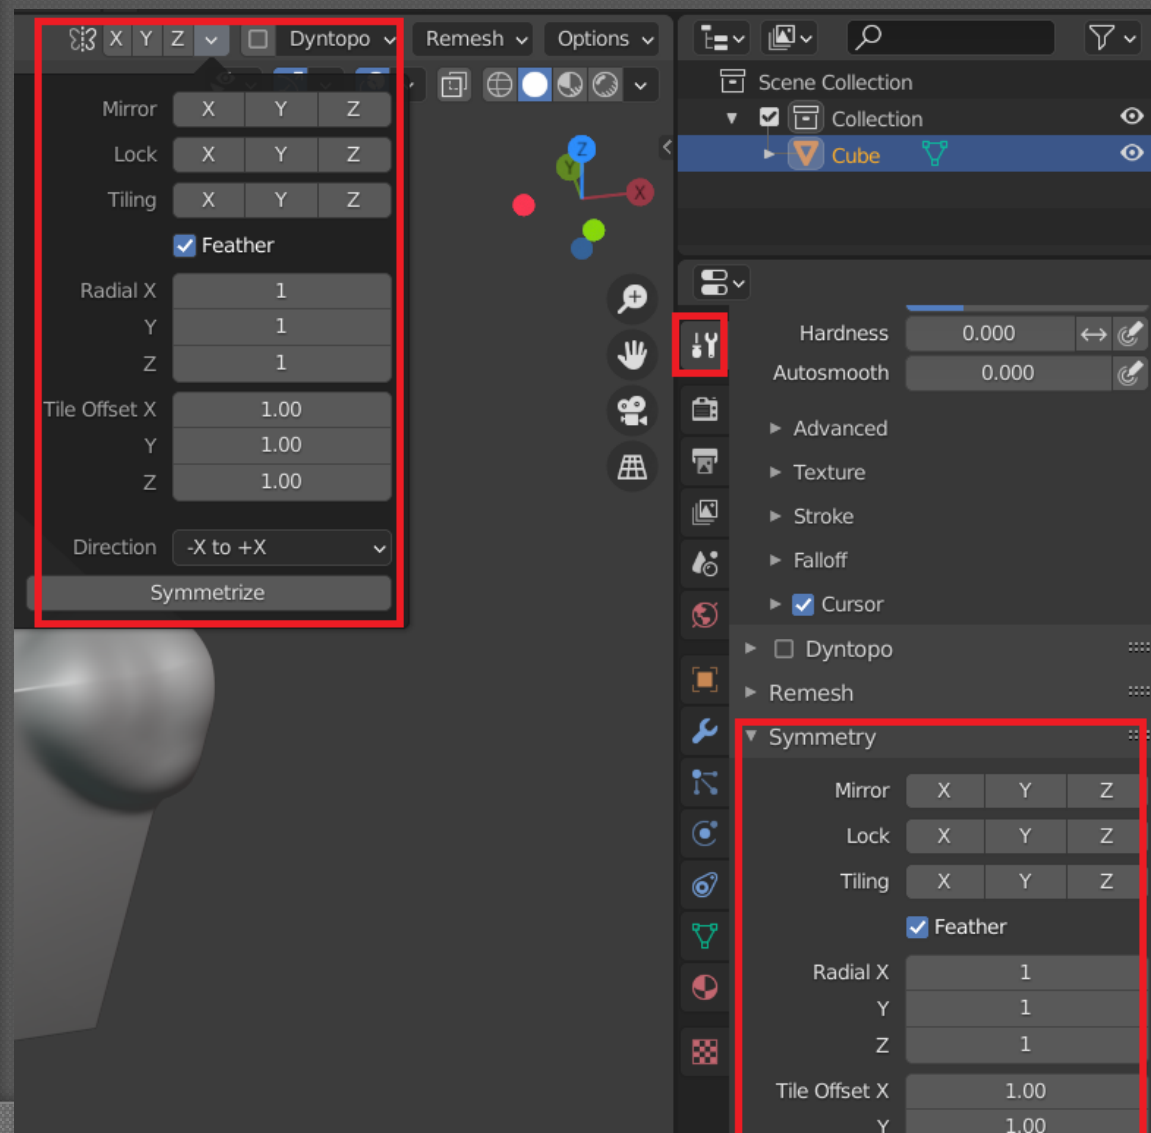 X Y Z Dyntopo Remesh Options
Mirror X Y Z
Lock X Y Z
Tiling X Y Z
Feather
Radial X 1
Y 1
Z 1
Tile Offset X 1.00
Y 1.00
Z 1.00
Direction -X to +X
Symmetrize
Z
Y
X
Scene Collection
Collection
Cube
Hardness 0.000
Autosmooth 0.000
Advanced
Texture
Stroke
Falloff
Cursor
Dyntopo
Remesh
Symmetry
Mirror X Y Z
Lock X Y Z
Tiling X Y Z
Feather
Radial X 1
Y 1
Z 1
Tile Offset X 1.00
Y 1.00